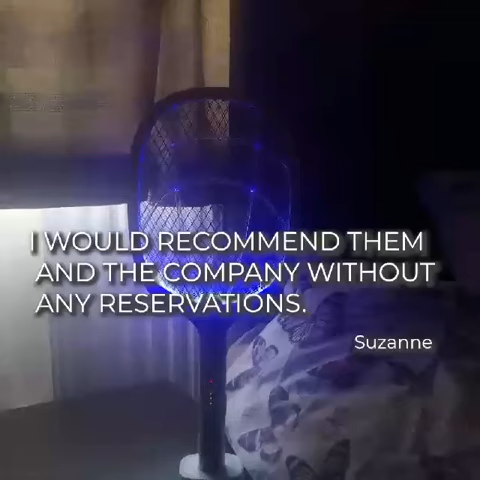 I WOULD RECOMMEND THEM
AND THE COMPANY WITHOUT
ANY RESERVATIONS.
Suzanne